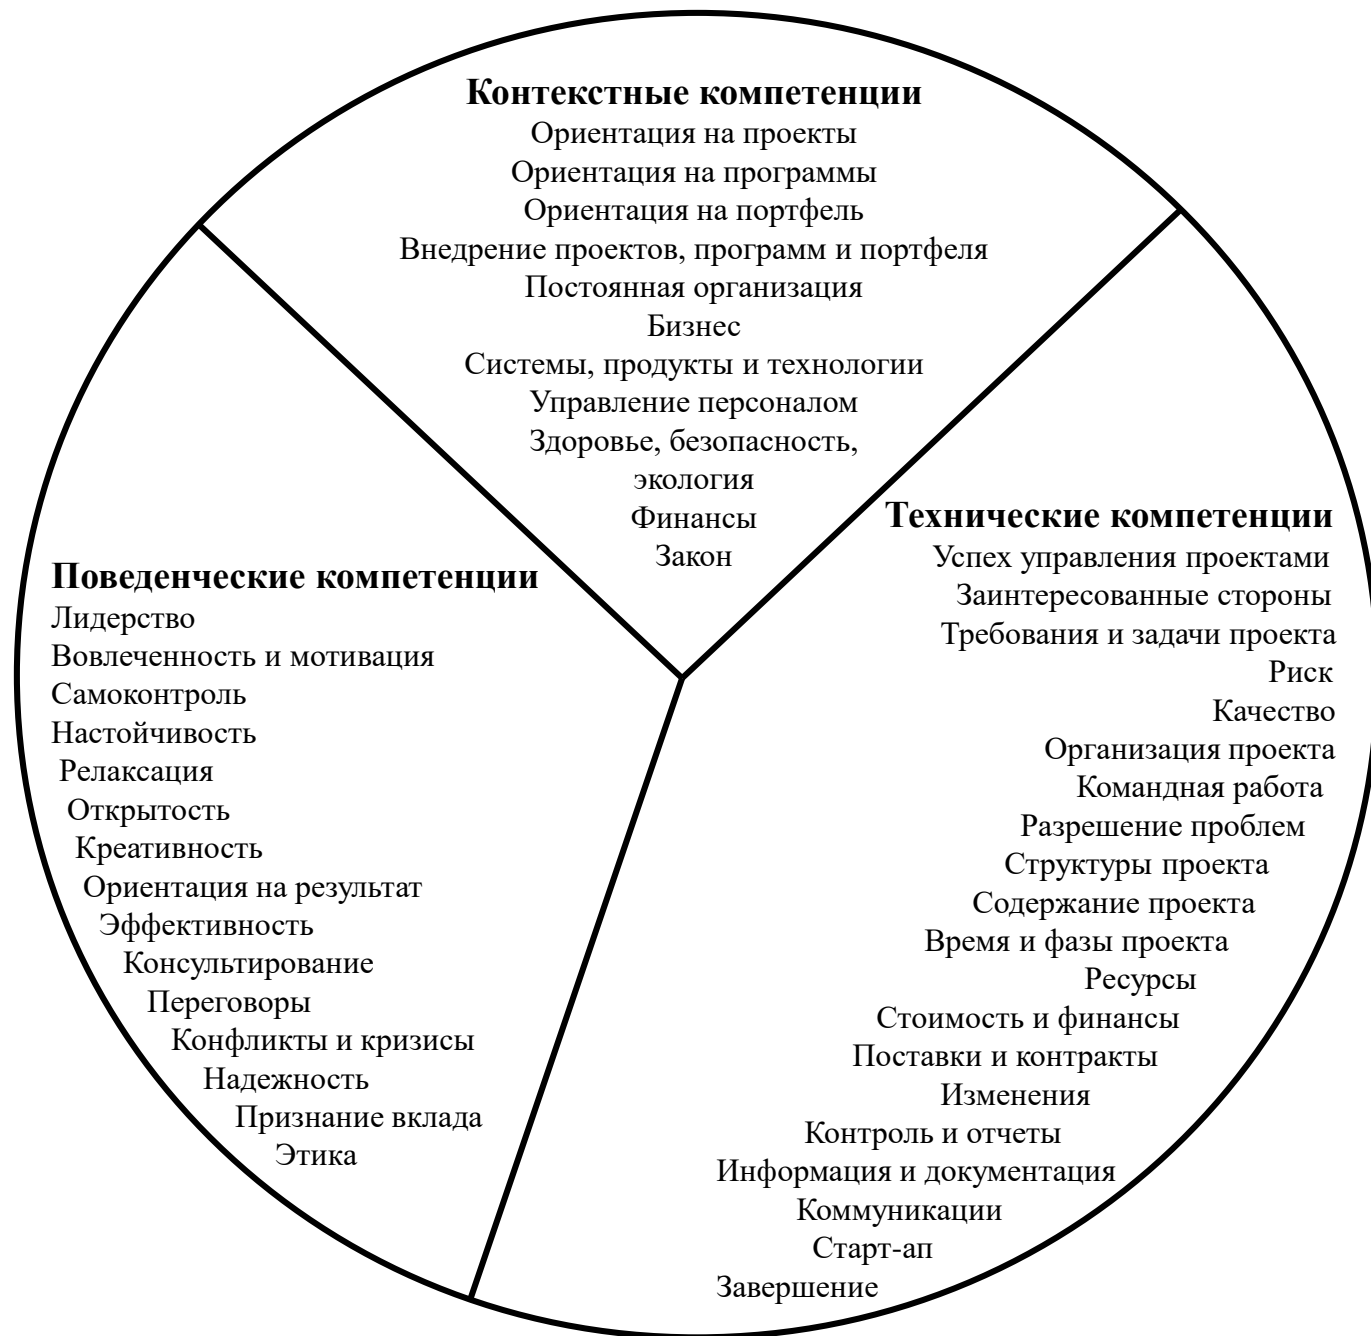 Контекстные компетенции
Ориентация на проекты
Ориентация на программы
Ориентация на портфель
Внедрение проектов, программ и портфеля
Постоянная организация
Бизнес
Системы, продукты и технологии
Управление персоналом
Здоровье, безопасность,
экология
Финансы
Закон
Поведенческие компетенции
Лидерство
Вовлеченность и мотивация
Самоконтроль
Настойчивость
Релаксация
Открытость
Креативность
Ориентация на результат
Эффективность
Консультирование
Переговоры
Конфликты и кризисы
Надежность
Признание вклада
Этика
Технические компетенции
Успех управления проектами
Заинтересованные стороны
Требования и задачи проекта
Риск
Качество
Организация проекта
Командная работа
Разрешение проблем
Структуры проекта
Содержание проекта
Время и фазы проекта
Ресурсы
Стоимость и финансы
Поставки и контракты
Изменения
Контроль и отчеты
Информация и документация
Коммуникации
Старт-ап
Завершение